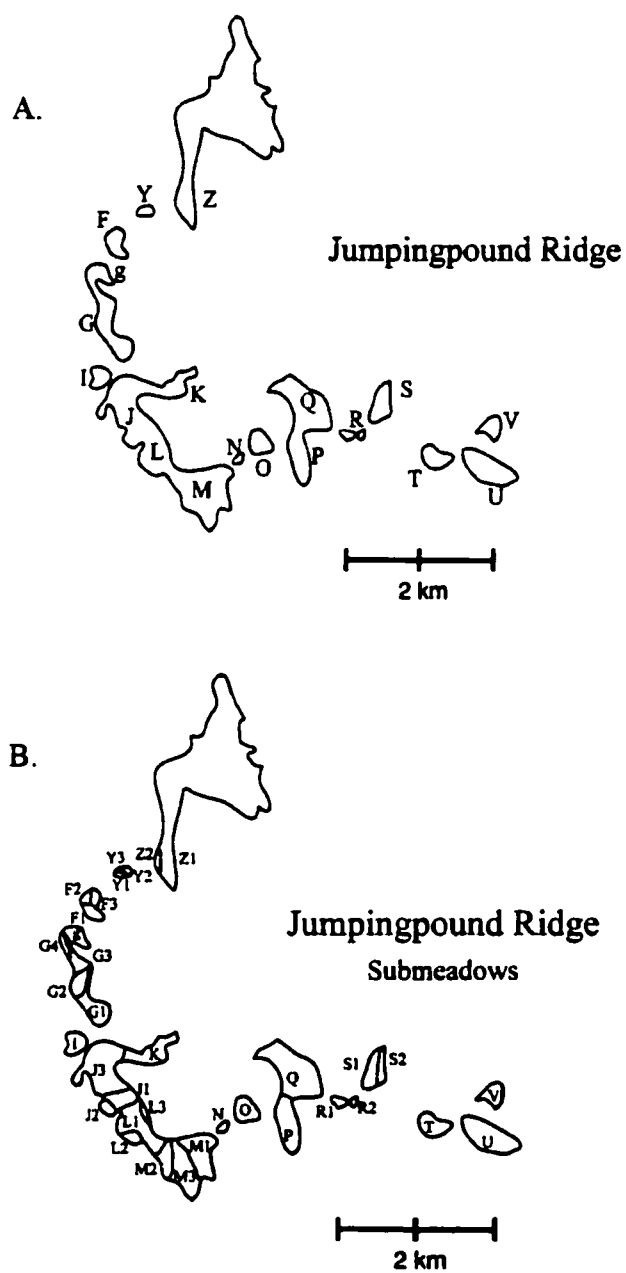 A.
Z
Y
F
g
G
Jumpingpound Ridge
I
K
J
L
M
N
O
Q
P
R
S
T
V
U
2 km
B.
Z2
Z1
Y3
Y2
Y1
F2
F3
F1
G4
G3
G2
G1
Jumpingpound Ridge
Submeadows
I
K
J3
J1
J2
L3
L1
L2
M1
M2
M3
N
O
Q
P
S1
S2
R1
R2
T
V
U
2 km